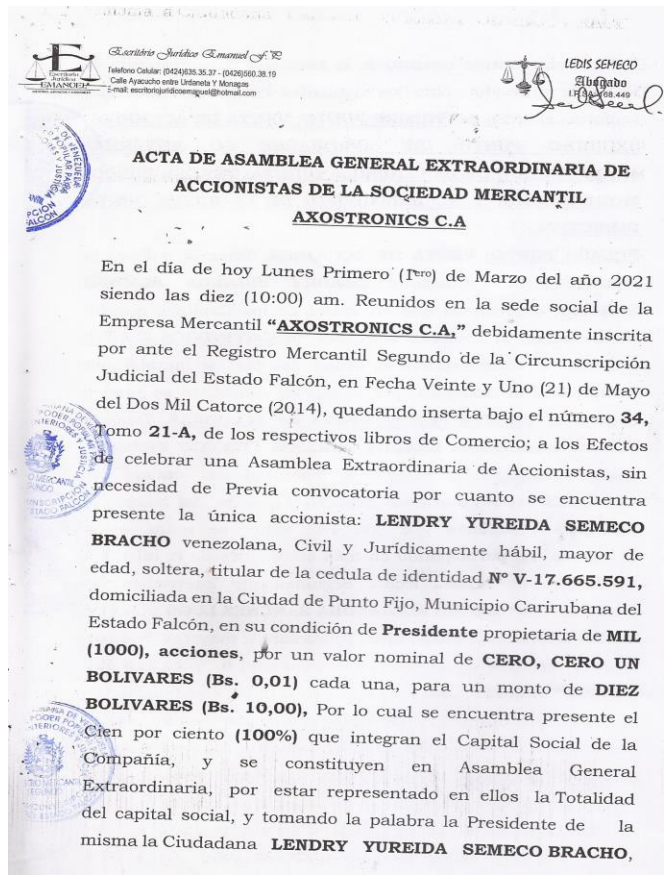 Escritório Jurídico Emanuel F.P
Telefono Celular: (0424)635.35.37 - (0426)560.38.19
Calle Ayacucho entre Urdaneta Y Monagas
E-mail: escritoriojuridicoemaguel@hotmail.com
Escritorio
Jurídico
EMANUEL
LEDIS SEMECO
Abogado
I.P.S.A. 168.449
ACTA DE ASAMBLEA GENERAL EXTRAORDINARIA DE
ACCIONISTAS DE LA SOCIEDAD MERCANTIL
AXOSTRONICS C.A
En el día de hoy Lunes Primero (1ero) de Marzo del año 2021
siendo las diez (10:00) am. Reunidos en la sede social de la
Empresa Mercantil “AXOSTRONICS C.A,” debidamente inscrita
por ante el Registro Mercantil Segundo de la Circunscripción
Judicial del Estado Falcón, en Fecha Veinte y Uno (21) de Mayo
del Dos Mil Catorce (2014), quedando inserta bajo el número 34,
Tomo 21-A, de los respectivos libros de Comercio; a los Efectos
de celebrar una Asamblea Extraordinaria de Accionistas, sin
necesidad de Previa convocatoria por cuanto se encuentra
presente la única accionista: LENDRY YUREIDA SEMECO
BRACHO venezolana, Civil y Jurídicamente hábil, mayor de
edad, soltera, titular de la cedula de identidad N° V-17.665.591,
domiciliada en la Ciudad de Punto Fijo, Municipio Carirubana del
Estado Falcón, en su condición de Presidente propietaria de MIL
(1000), acciones, por un valor nominal de CERO, CERO UN
BOLIVARES (Bs. 0,01) cada una, para un monto de DIEZ
BOLIVARES (Bs. 10,00), Por lo cual se encuentra presente el
Cien por ciento (100%) que integran el Capital Social de la
Compañía, y se constituyen en Asamblea General
Extraordinaria, por estar representado en ellos la Totalidad
del capital social, y tomando la palabra la Presidente de la
misma la Ciudadana LENDRY YUREIDA SEMECO BRACHO,